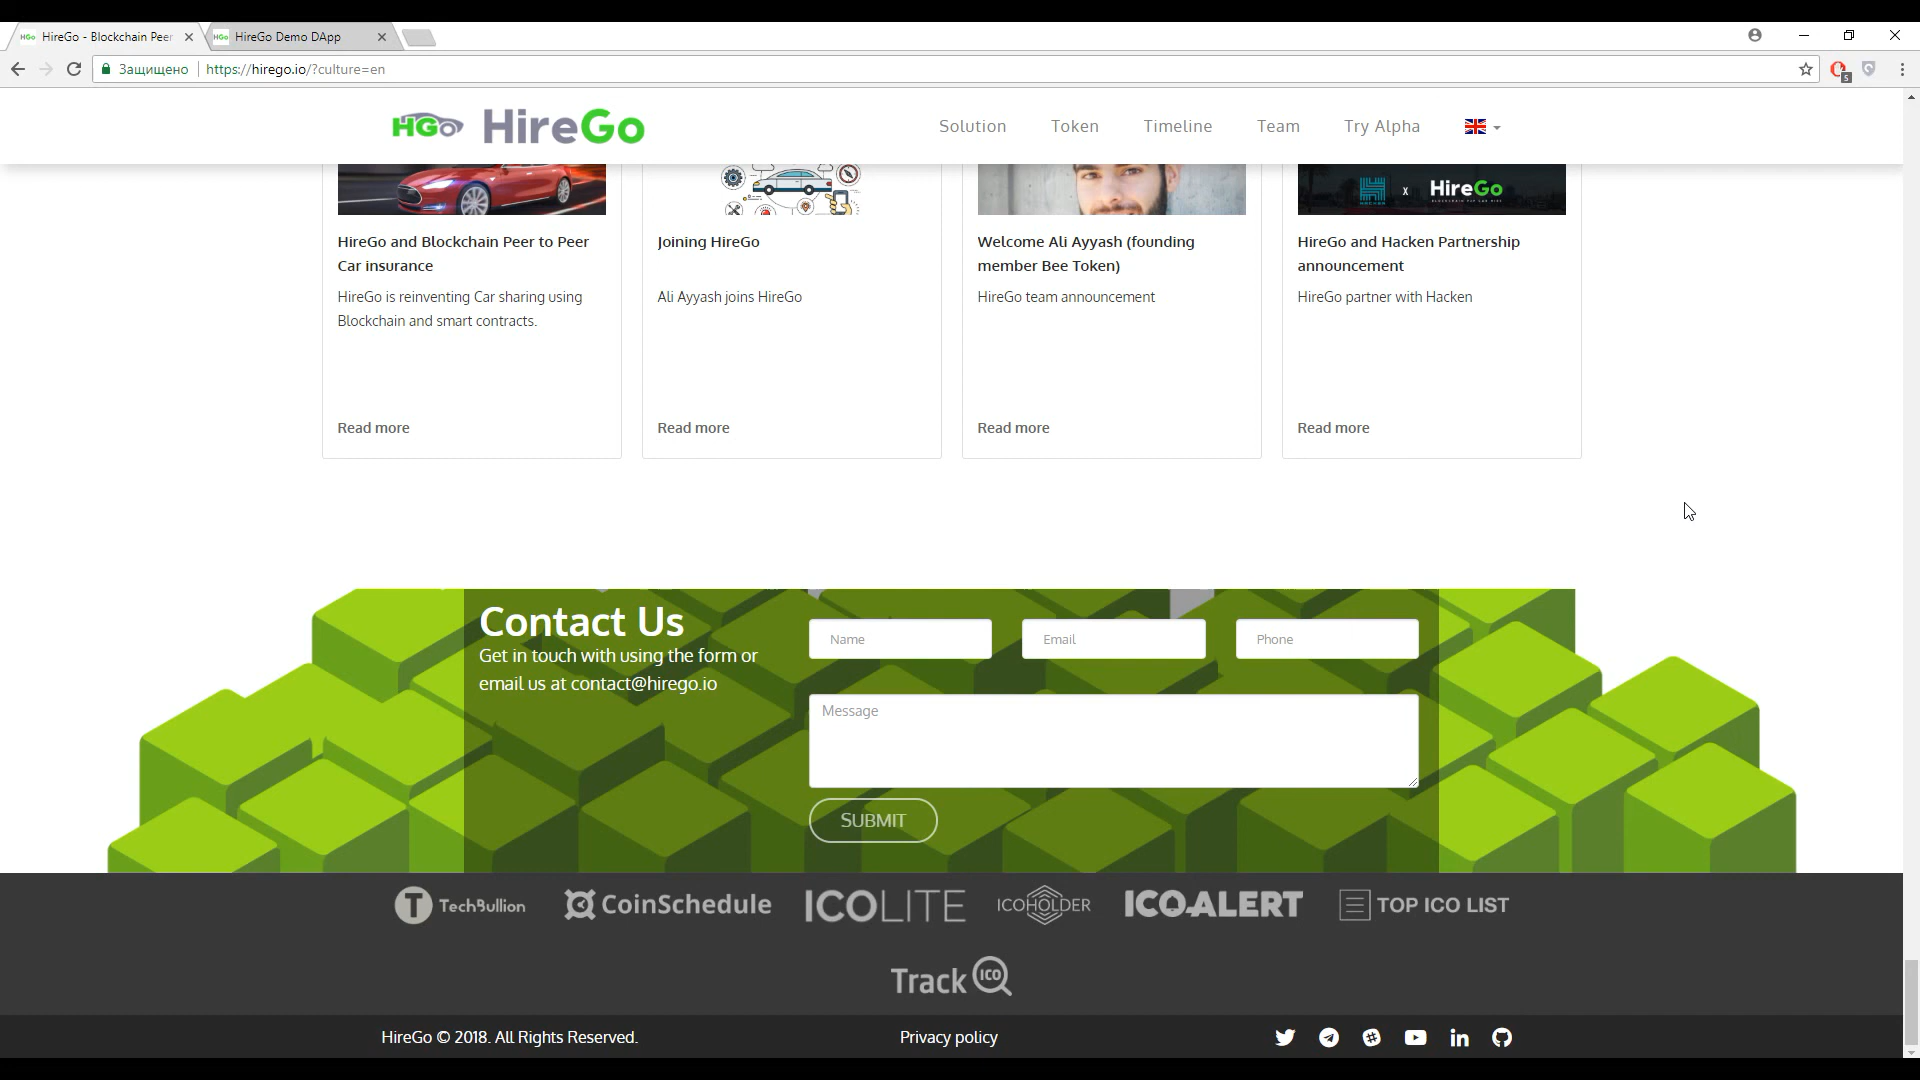 HireGo - Blockchain Peer
HireGo Demo DApp
Защищено https://hirego.io/?culture=en
5
HGo HireGo
Solution Token Timeline Team Try Alpha
x HireGo
HireGo and Blockchain Peer to Peer
Car insurance
HireGo is reinventing Car sharing using
Blockchain and smart contracts.
Read more
Joining HireGo
Ali Ayyash joins HireGo
Read more
Welcome Ali Ayyash (founding
member Bee Token)
HireGo team announcement
Read more
HireGo and Hacken Partnership
announcement
HireGo partner with Hacken
Read more
Contact Us
Get in touch with using the form or
email us at contact@hirego.io
Name Email Phone
Message
SUBMIT
TechBullion CoinSchedule ICOLITE ICOHOLDER ICOALERT TOP ICO LIST
Track ICO
HireGo © 2018. All Rights Reserved. Privacy policy